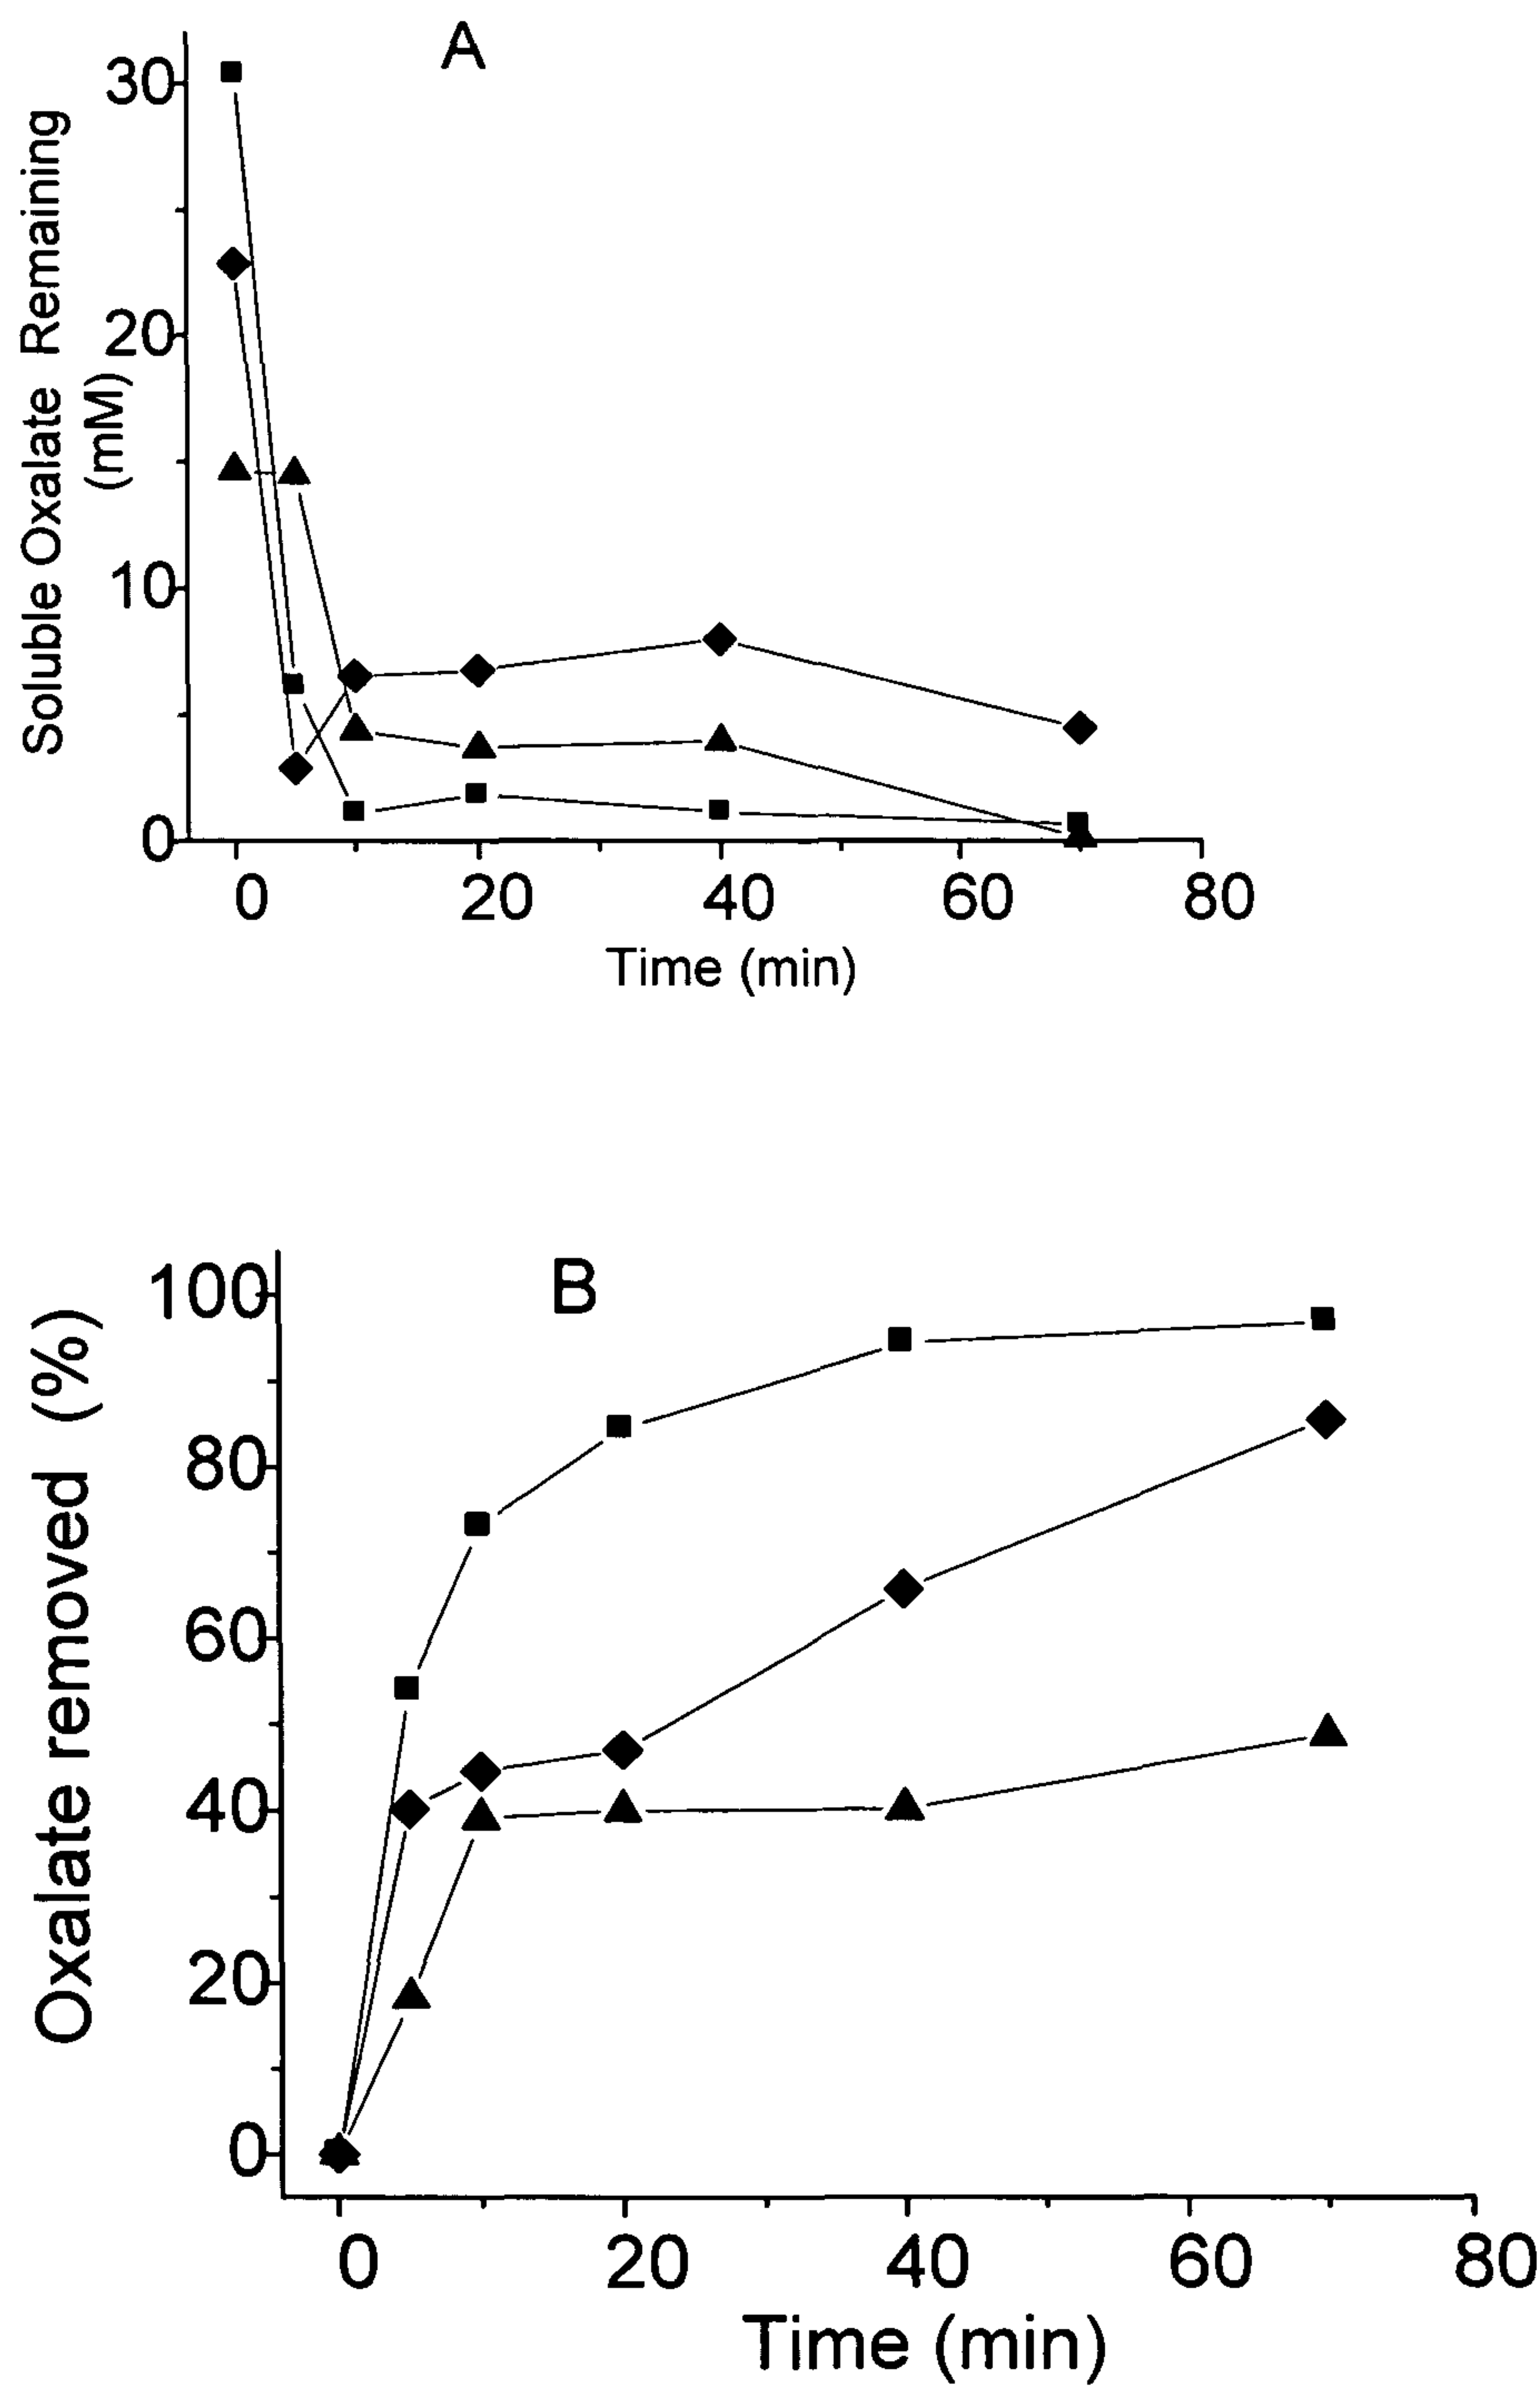 A
30
20
10
0
Soluble Oxalate Remaining
(mM)
0 20 40 60 80
Time (min)
B
100
80
60
40
20
0
Oxalate removed (%)
0 20 40 60 80
Time (min)